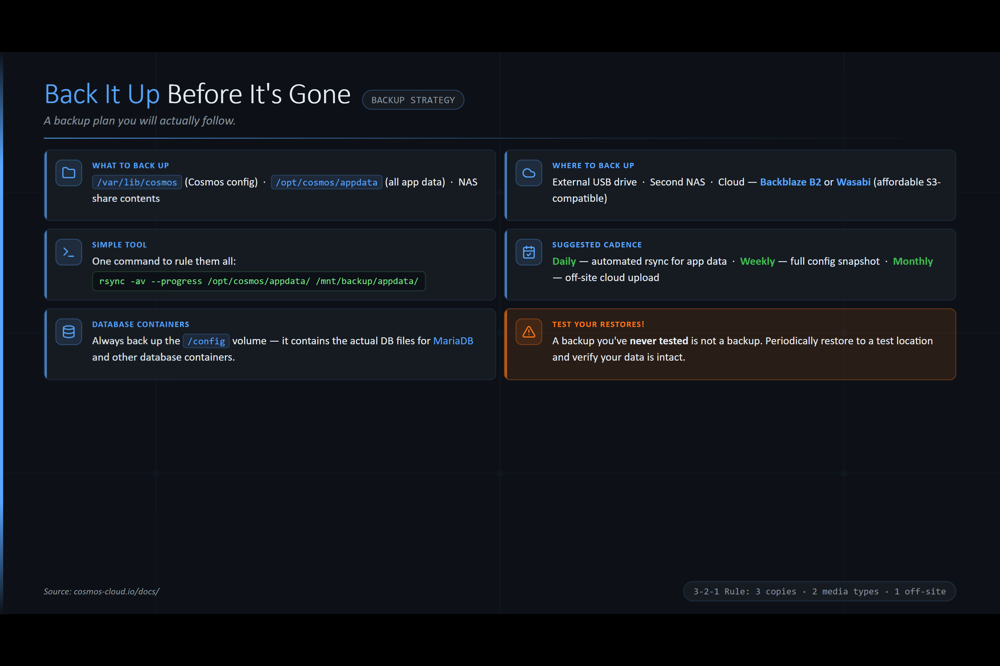 Back It Up Before It's Gone BACKUP STRATEGY
A backup plan you will actually follow.
WHAT TO BACK UP
/var/lib/cosmos (Cosmos config) · /opt/cosmos/appdata (all app data) · NAS
share contents
WHERE TO BACK UP
External USB drive · Second NAS · Cloud — Backblaze B2 or Wasabi (affordable S3-
compatible)
SIMPLE TOOL
One command to rule them all:
rsync -av --progress /opt/cosmos/appdata/ /mnt/backup/appdata/
SUGGESTED CADENCE
Daily — automated rsync for app data · Weekly — full config snapshot · Monthly
— off-site cloud upload
DATABASE CONTAINERS
Always back up the /config volume — it contains the actual DB files for MariaDB
and other database containers.
TEST YOUR RESTORES!
A backup you've never tested is not a backup. Periodically restore to a test location
and verify your data is intact.
Source: cosmos-cloud.io/docs/
3-2-1 Rule: 3 copies · 2 media types · 1 off-site